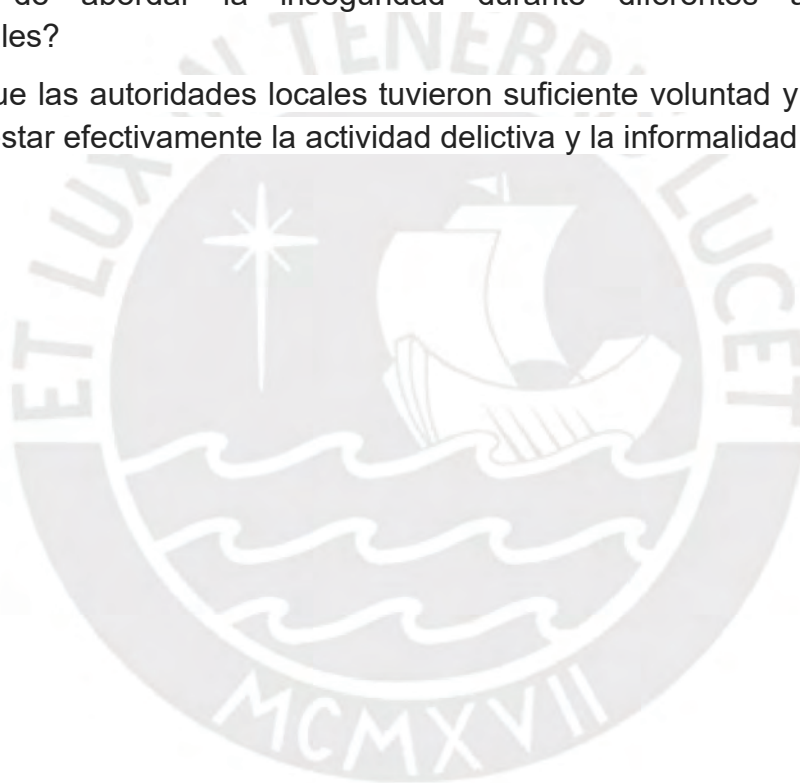 de abordar la inseguridad durante diferentes
les?
ue las autoridades locales tuvieron suficiente voluntad y
star efectivamente la actividad delictiva y la informalidad
ET LUX IN TENEBRIS LUCET
MCMXVII